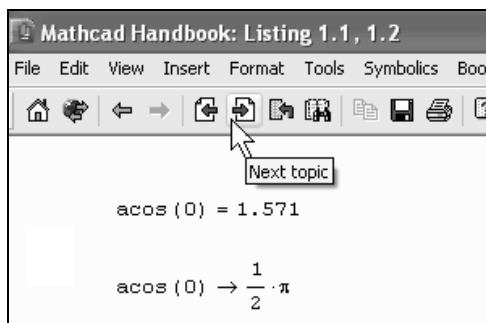 Mathcad Handbook: Listing 1.1, 1.2
File Edit View Insert Format Tools Symbolics Boo
Next topic
acos (0) = 1.571
acos (0) → 1/2 · π